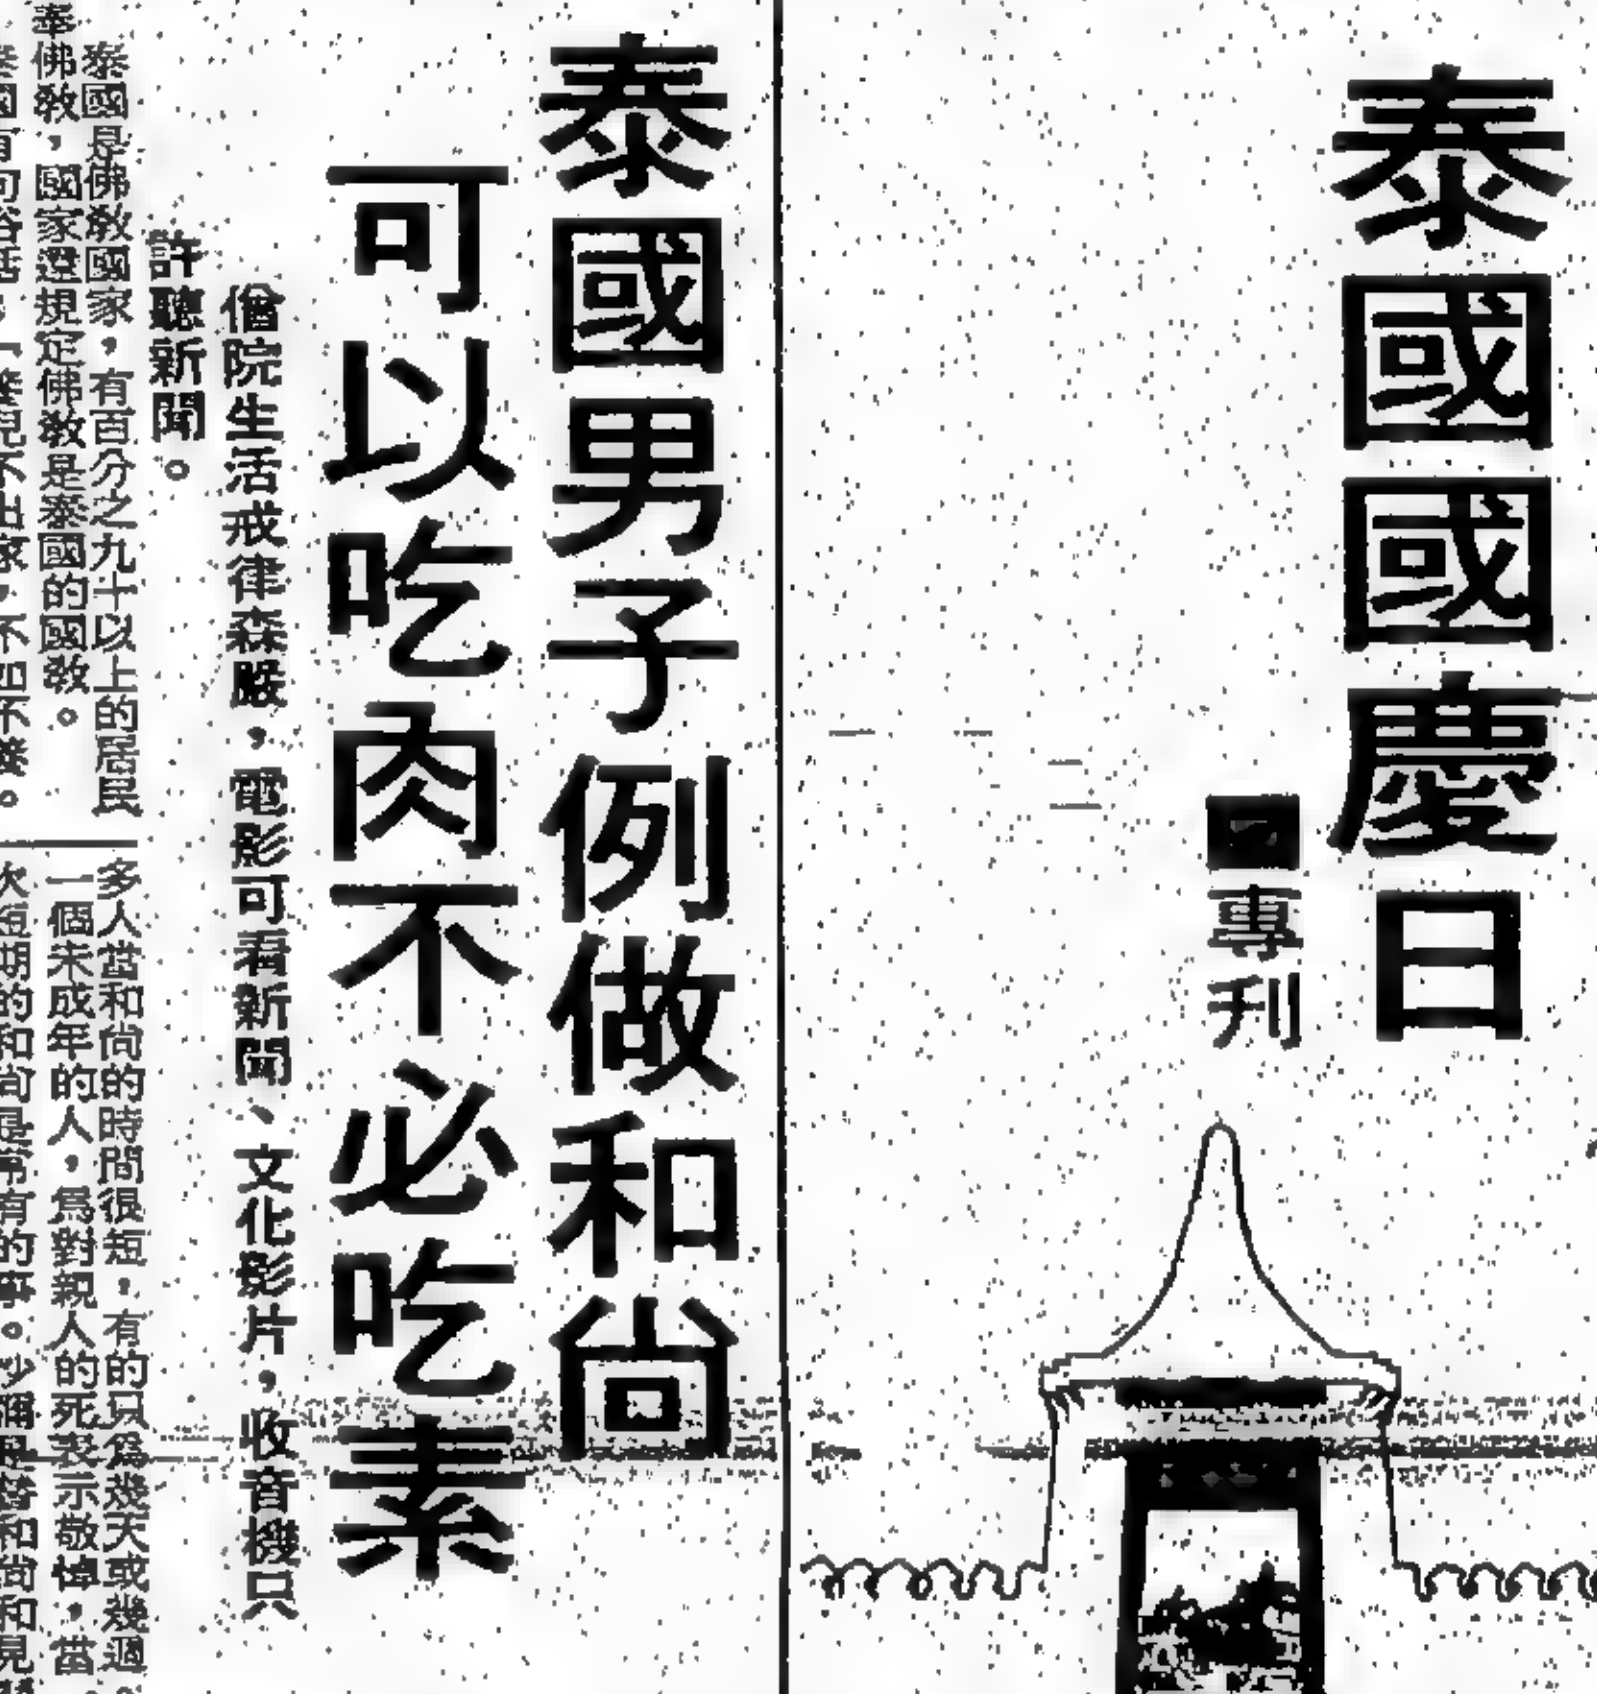 泰國國慶日
專刊
泰國男子例做和尚
可以吃肉不必吃素
僧院生活戒律森嚴，電影可看新聞、文化影片，收音機只
許聽新聞。
泰國是佛敎國家，有百分之九十以上的居民
奉佛敎，國家還規定佛敎是泰國的國敎。
多人當和尚的時間很短，有的只爲幾天或幾週。
一個未成年的人，爲對親人的死表示敬悼，當